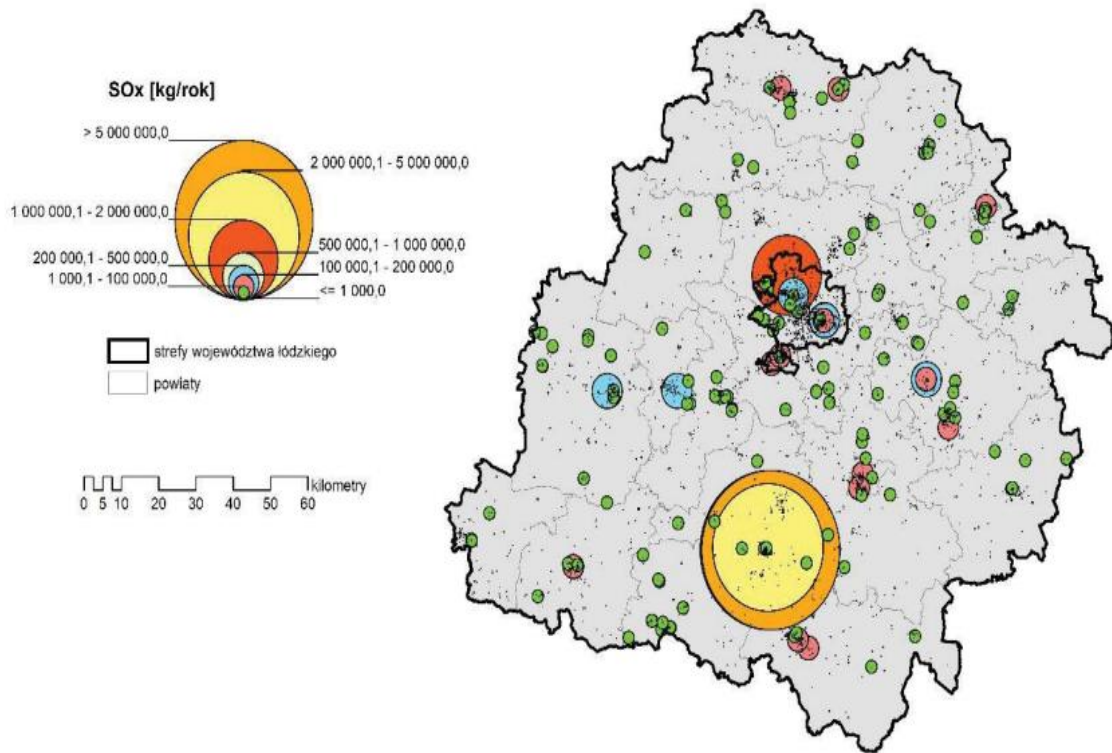 SOx [kg/rok]
> 5 000 000,0
2 000 000,1 - 5 000 000,0
1 000 000,1 - 2 000 000,0
500 000,1 - 1 000 000,0
200 000,1 - 500 000,0
100 000,1 - 200 000,0
1 000,1 - 100 000,0
<= 1 000,0
strefy województwa łódzkiego
powiaty
kilometry
0 5 10 20 30 40 50 60